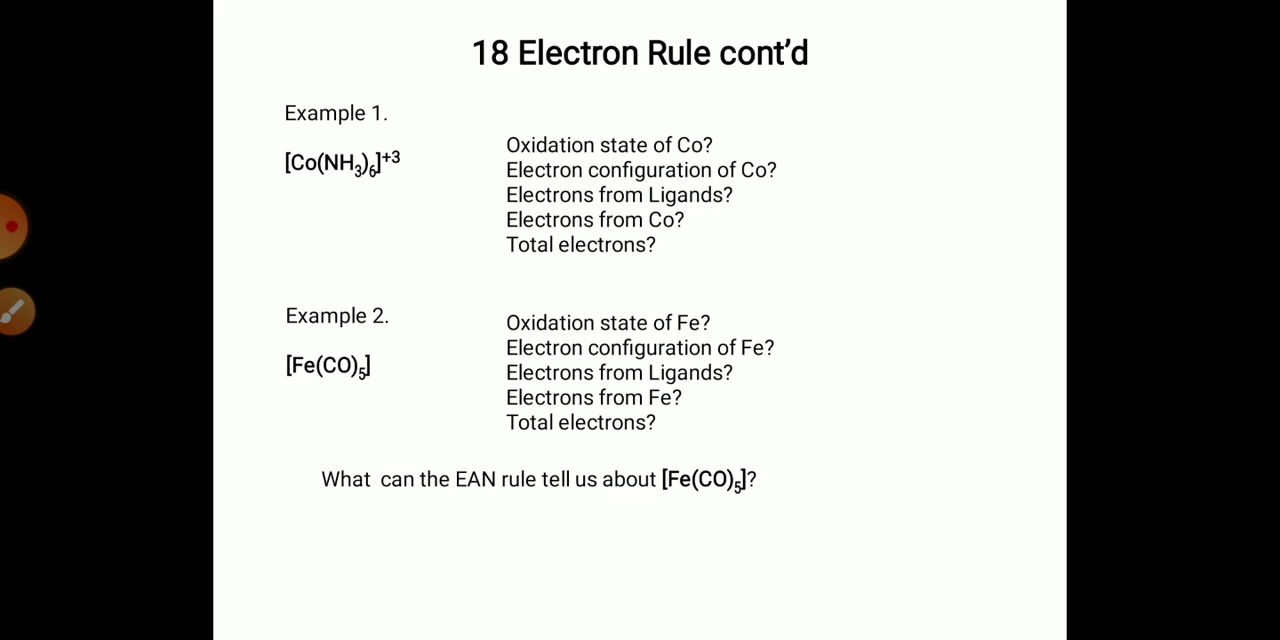 18 Electron Rule cont’d
Example 1.
[Co(NH₃)₆]⁺³
Oxidation state of Co?
Electron configuration of Co?
Electrons from Ligands?
Electrons from Co?
Total electrons?
Example 2.
[Fe(CO)₅]
Oxidation state of Fe?
Electron configuration of Fe?
Electrons from Ligands?
Electrons from Fe?
Total electrons?
What can the EAN rule tell us about [Fe(CO)₅]?